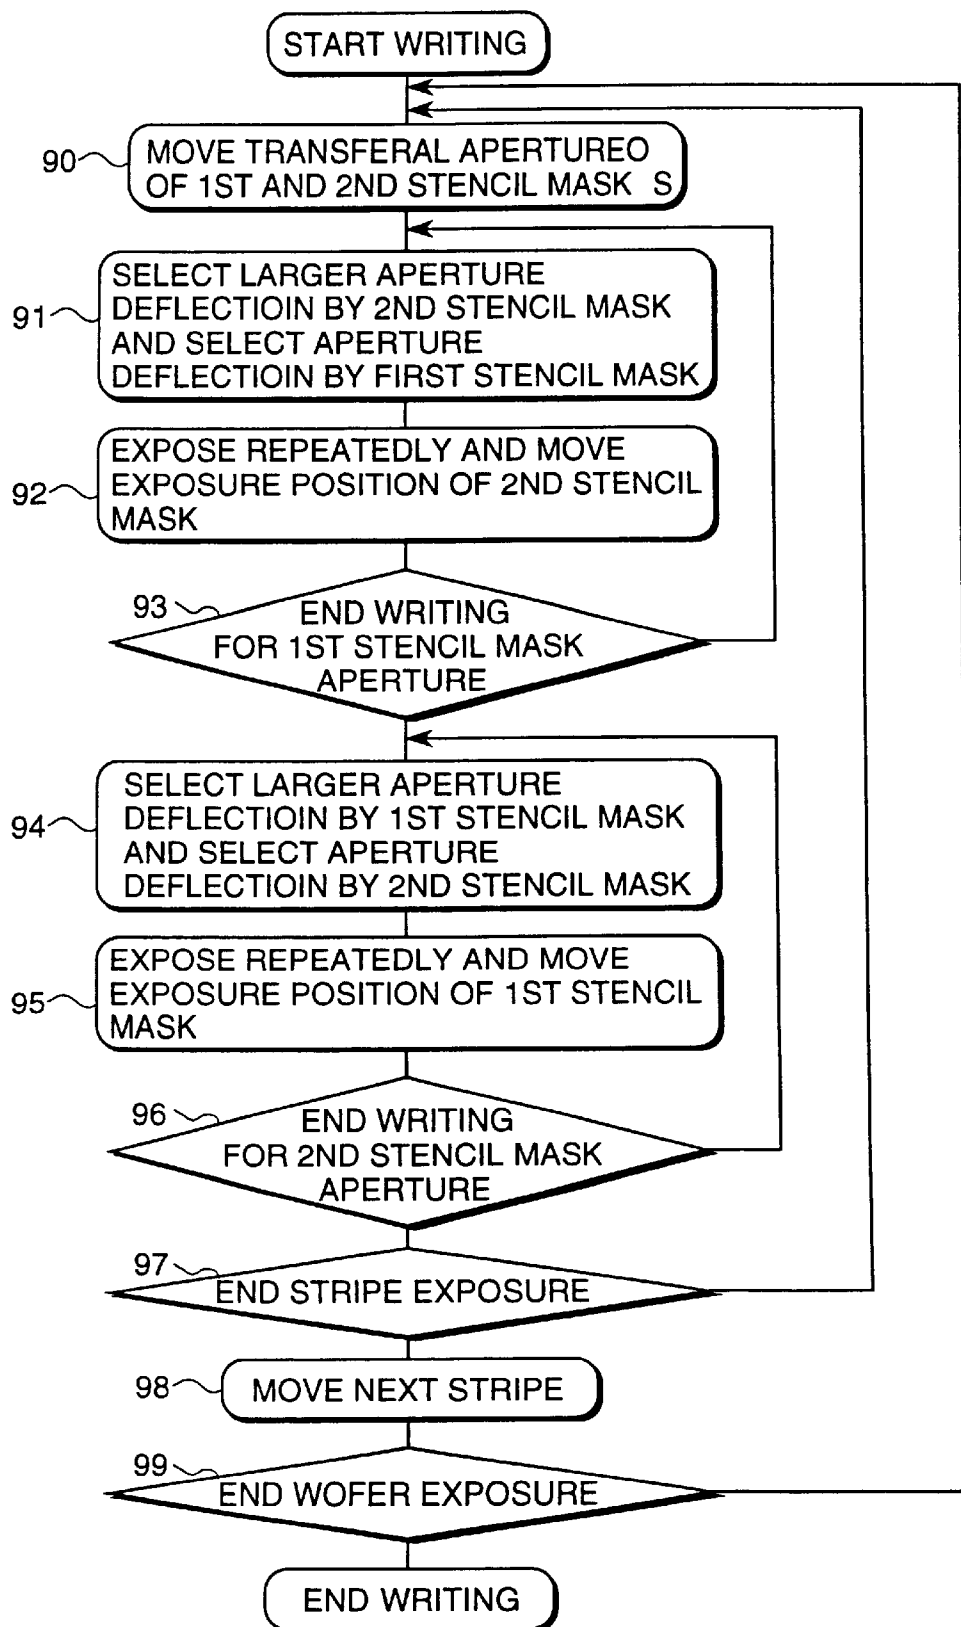 START WRITING
90
MOVE TRANSFERAL APERTUREO
OF 1ST AND 2ND STENCIL MASK S
91
SELECT LARGER APERTURE
DEFLECTIOIN BY 2ND STENCIL MASK
AND SELECT APERTURE
DEFLECTIOIN BY FIRST STENCIL MASK
92
EXPOSE REPEATEDLY AND MOVE
EXPOSURE POSITION OF 2ND STENCIL
MASK
93
END WRITING
FOR 1ST STENCIL MASK
APERTURE
94
SELECT LARGER APERTURE
DEFLECTIOIN BY 1ST STENCIL MASK
AND SELECT APERTURE
DEFLECTIOIN BY 2ND STENCIL MASK
95
EXPOSE REPEATEDLY AND MOVE
EXPOSURE POSITION OF 1ST STENCIL
MASK
96
END WRITING
FOR 2ND STENCIL MASK
APERTURE
97
END STRIPE EXPOSURE
98
MOVE NEXT STRIPE
99
END WOFER EXPOSURE
END WRITING